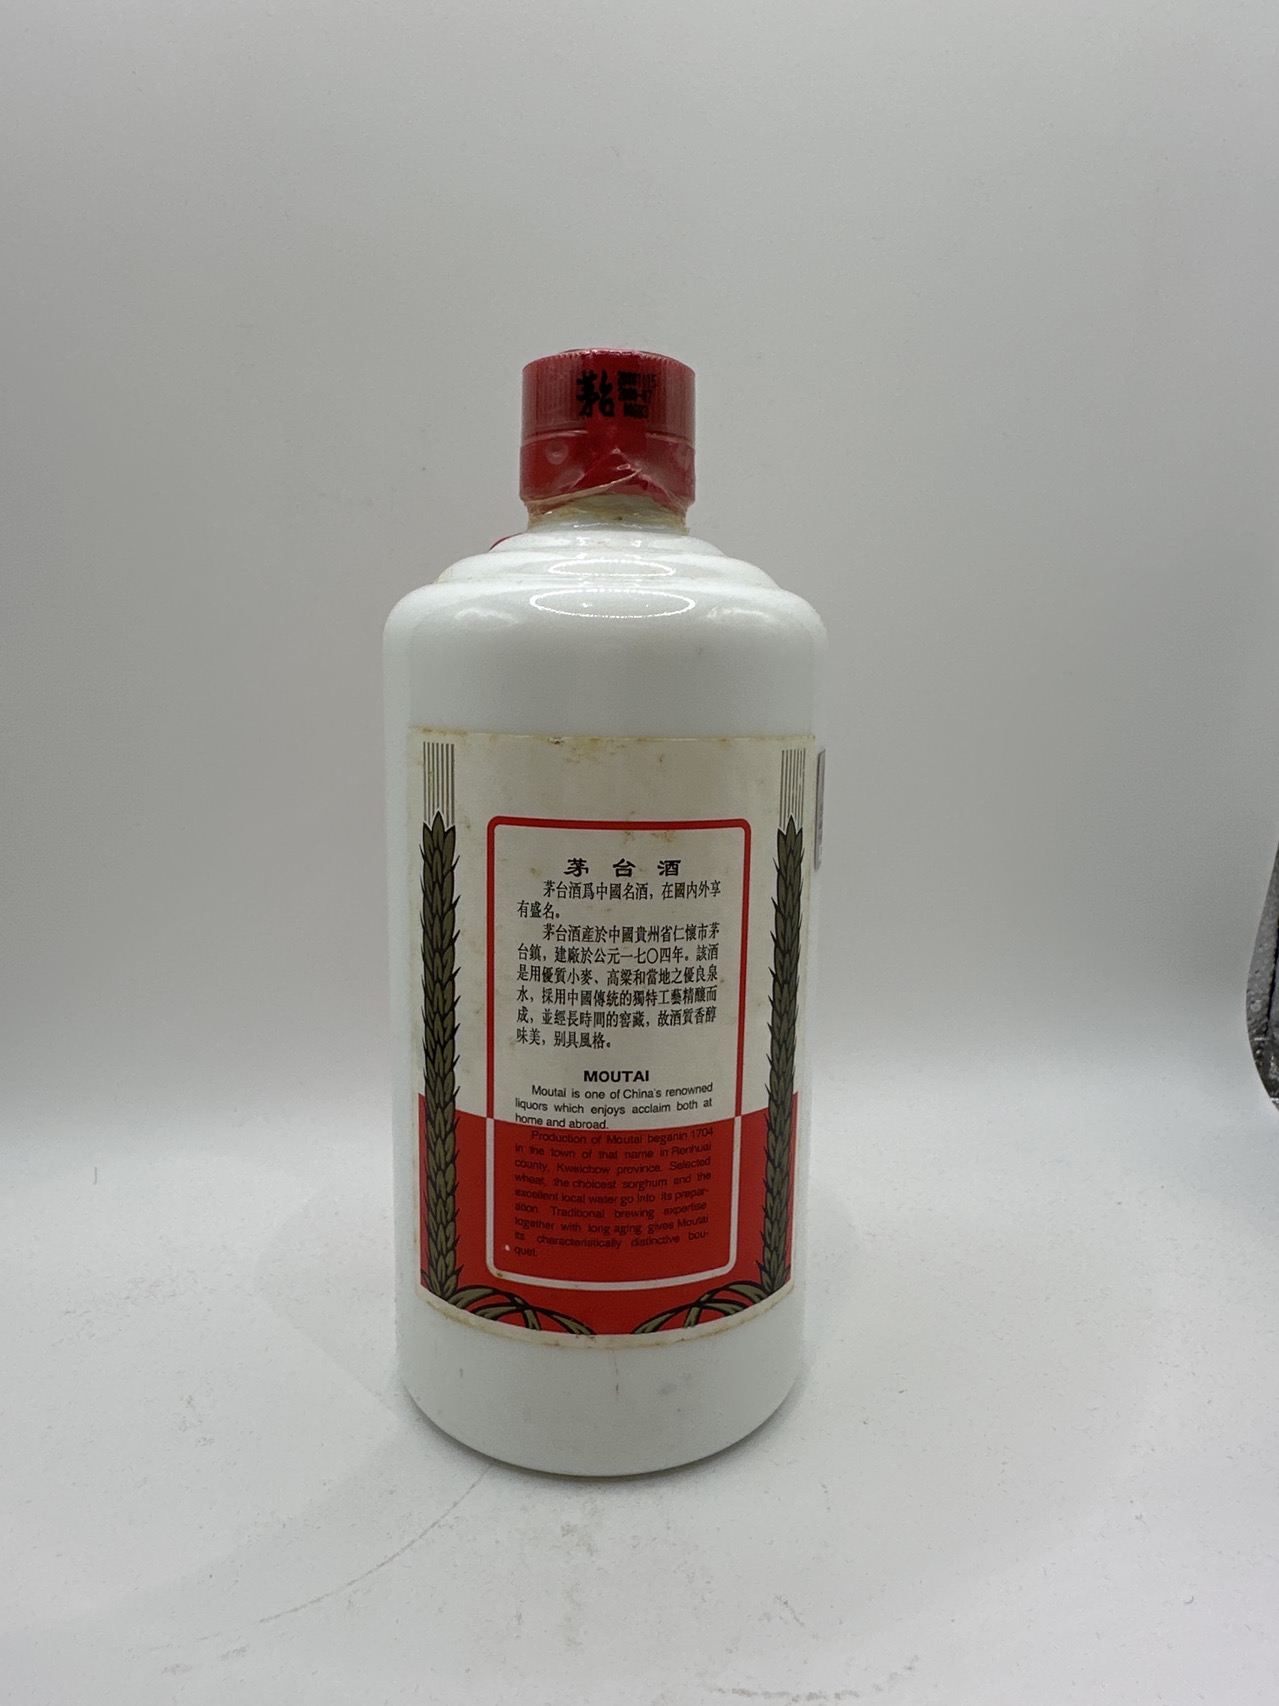 茅台
茅台酒
茅台酒爲中國名酒，在國內外享
有盛名。
茅台酒産於中國貴州省仁懷市茅
台鎮，建廠於公元一七〇四年。該酒
是用優質小麥、高粱和當地之優良泉
水，採用中國傳統的獨特工藝精釀而
成，並經長時間的窖藏，故酒質香醇
味美，别具風格。
MOUTAI
Moutai is one of China's renowned
liquors which enjoys acclaim both at
home and abroad.
Production of Moutai beganin 1704
in the town of that name in Renhuai
county, Kweichow province. Selected
wheat, the choicest sorghum and the
excellent local water go into its prepar-
ation. Traditional brewing expertise
together with long aging gives Moutai
its characteristically distinctive bou-
quet.